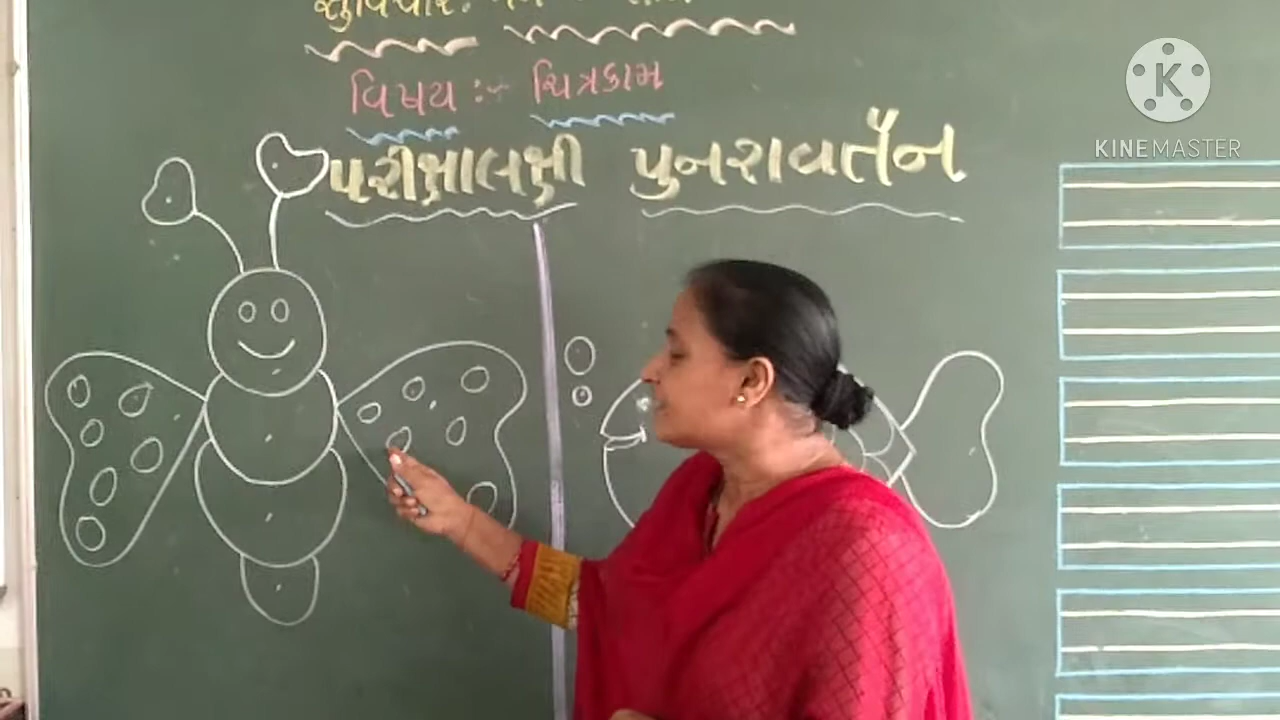 સુવિચાર:
વિષય :- ચિત્રકામ
પરીક્ષાલક્ષી પુનરાવર્તન
K
KINEMASTER